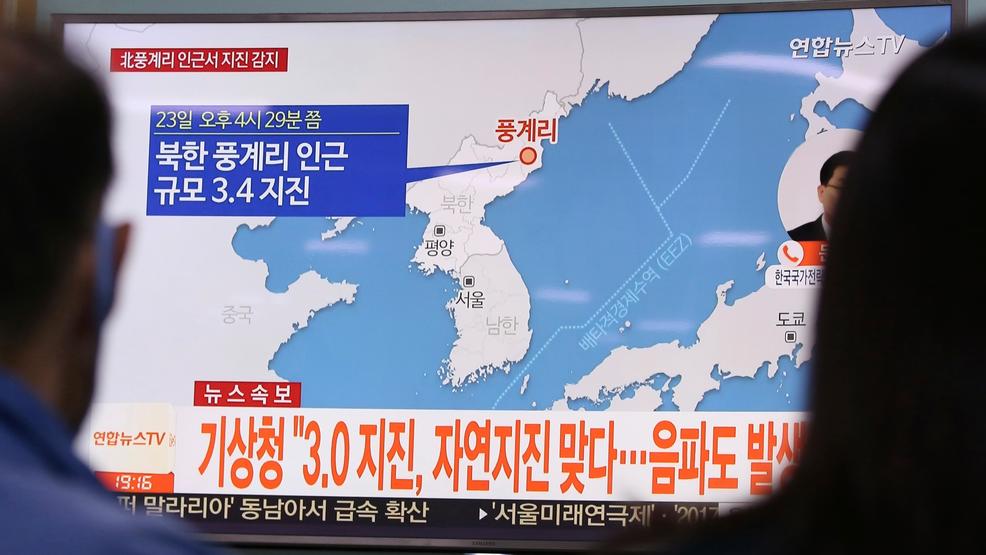 연합뉴스TV
北풍계리 인근서 지진 감지
23일 오후 4시 29분 쯤
북한 풍계리 인근
규모 3.4 지진
풍계리
북한
평양
서울
남한
중국
배타적경제수역 (EEZ)
도쿄
한국국가전략
뉴스속보
기상청 "3.0 지진, 자연지진 맞다…음파도 발생
연합뉴스TV
19:16
말라리아' 동남아서 급속 확산 ▶'서울미래연극제'·'2017
SAMSUNG